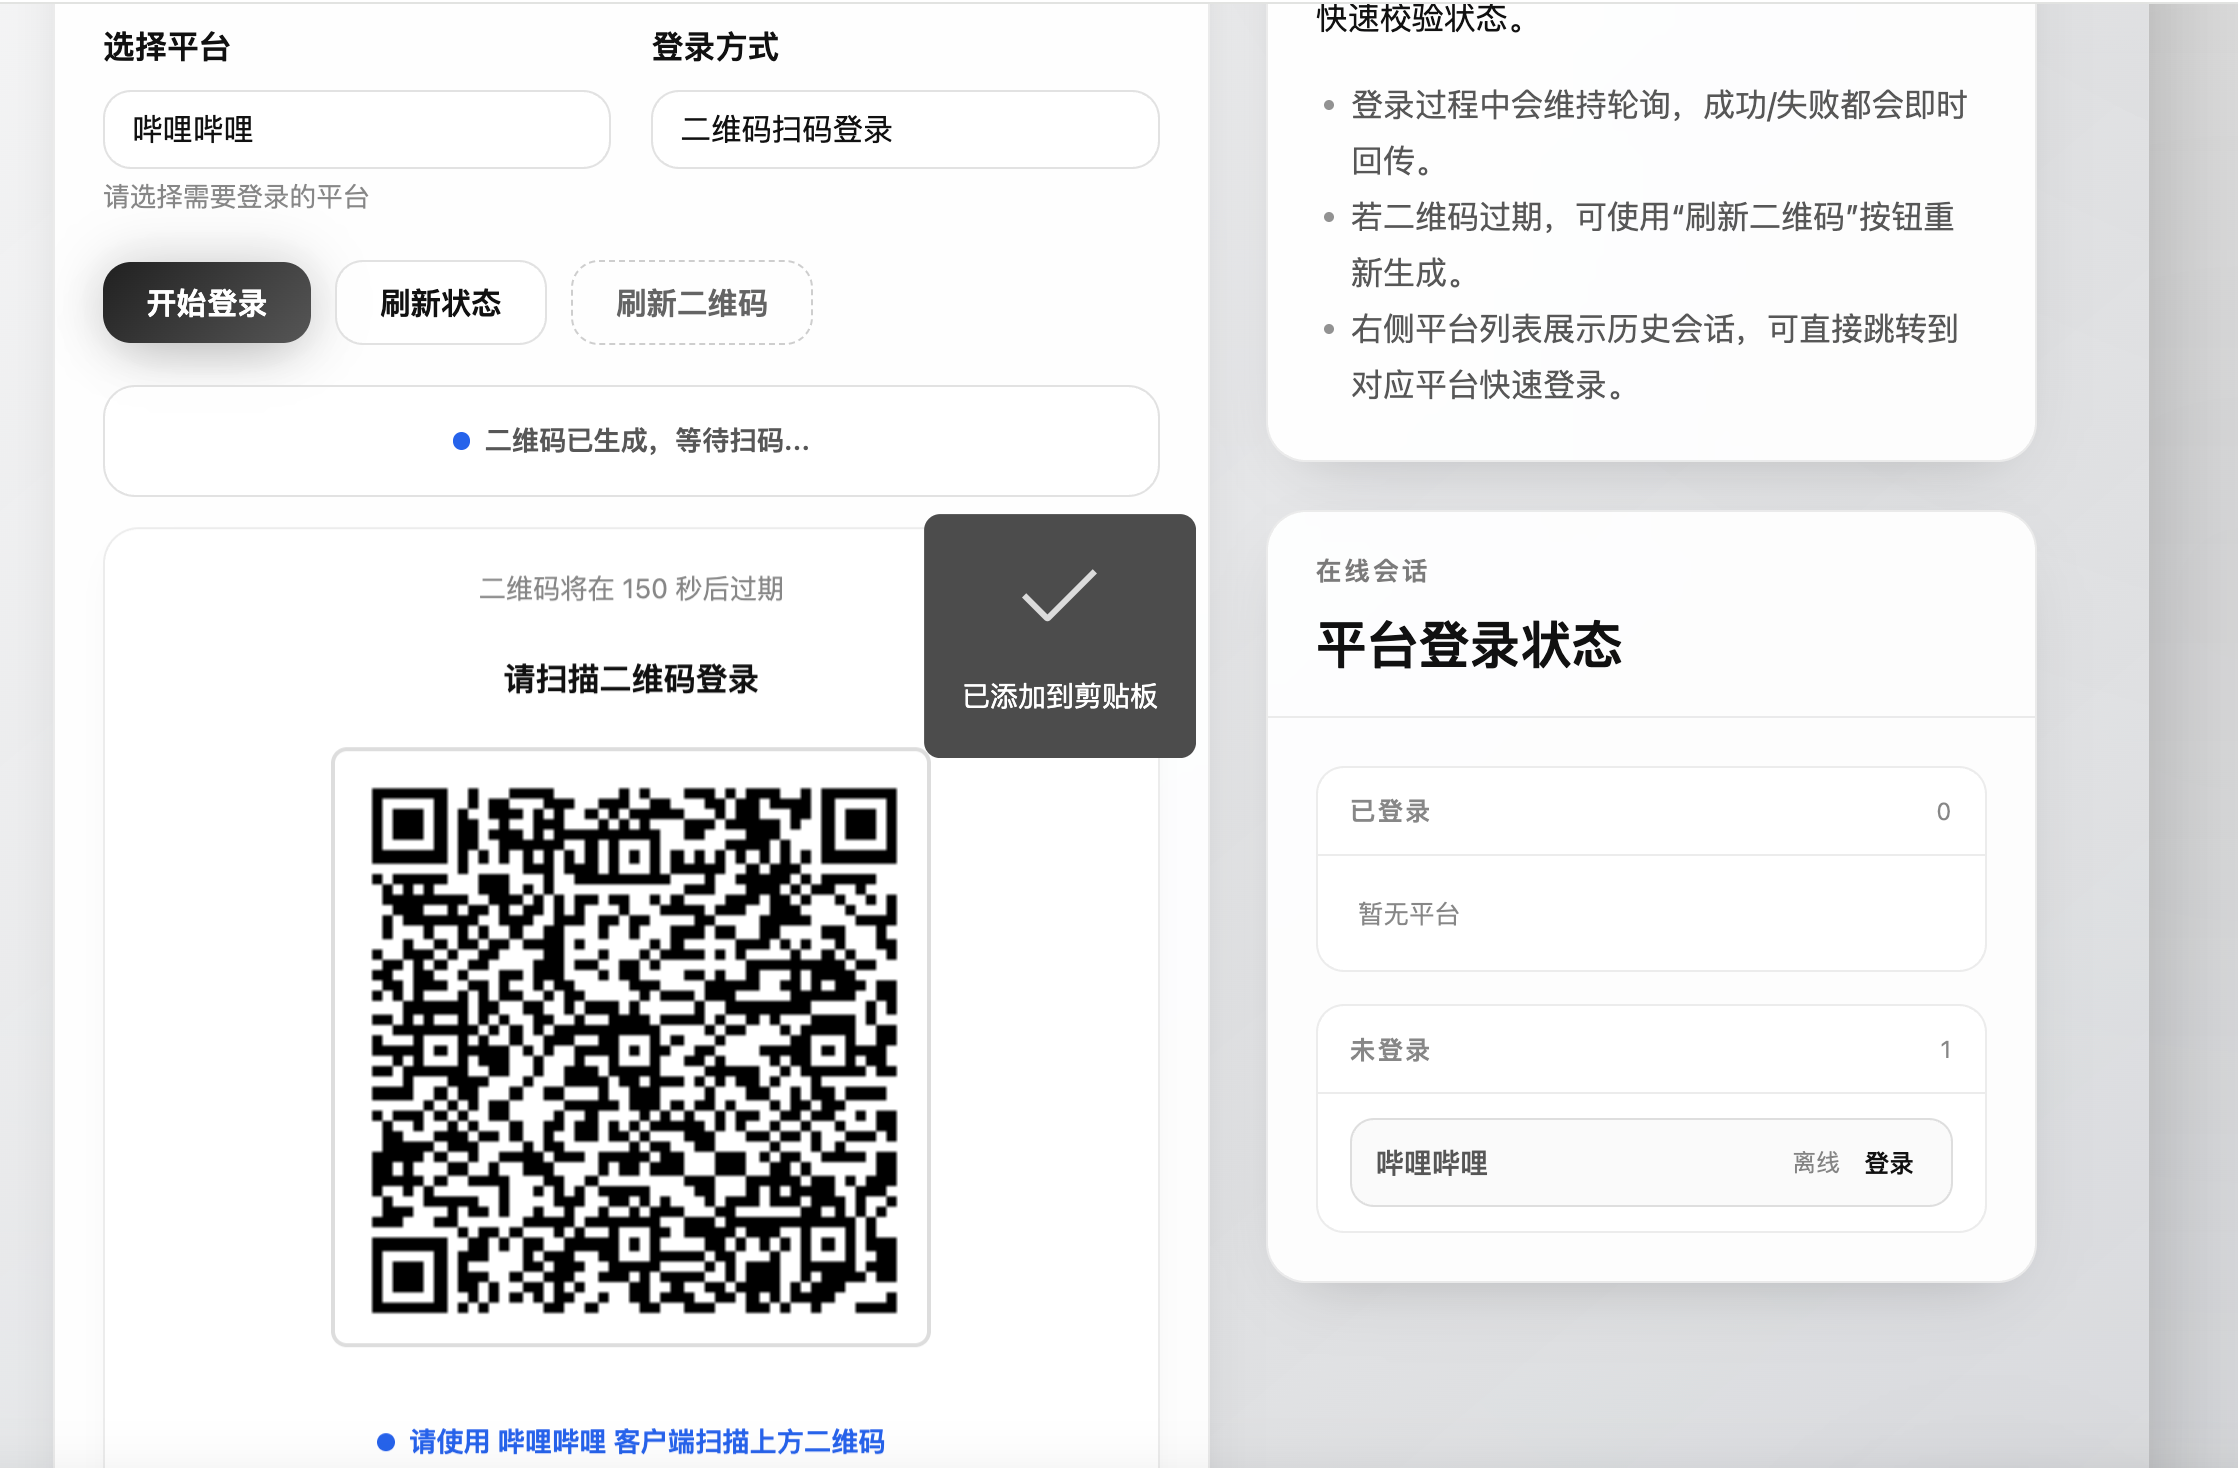 选择平台
登录方式
哔哩哔哩
二维码扫码登录
请选择需要登录的平台
开始登录
刷新状态
刷新二维码
二维码已生成，等待扫码...
二维码将在 150 秒后过期
请扫描二维码登录
已添加到剪贴板
请使用 哔哩哔哩 客户端扫描上方二维码
快速校验状态。
登录过程中会维持轮询，成功/失败都会即时
回传。
若二维码过期，可使用“刷新二维码”按钮重
新生成。
右侧平台列表展示历史会话，可直接跳转到
对应平台快速登录。
在线会话
平台登录状态
已登录
0
暂无平台
未登录
1
哔哩哔哩
离线
登录